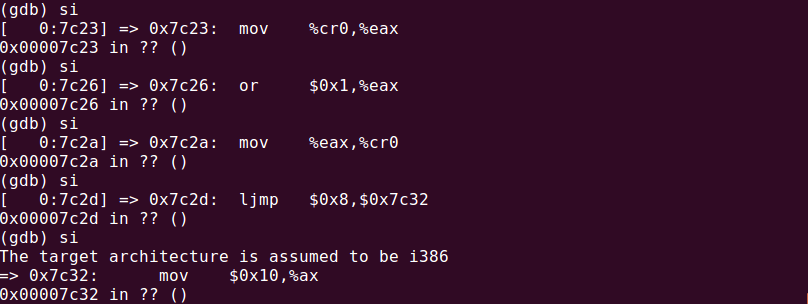 (gdb) si
[   0:7c23] => 0x7c23:  mov    %cr0,%eax
0x00007c23 in ?? ()
(gdb) si
[   0:7c26] => 0x7c26:  or     $0x1,%eax
0x00007c26 in ?? ()
(gdb) si
[   0:7c2a] => 0x7c2a:  mov    %eax,%cr0
0x00007c2a in ?? ()
(gdb) si
[   0:7c2d] => 0x7c2d:  ljmp   $0x8,$0x7c32
0x00007c2d in ?? ()
(gdb) si
The target architecture is assumed to be i386
=> 0x7c32:      mov    $0x10,%ax
0x00007c32 in ?? ()